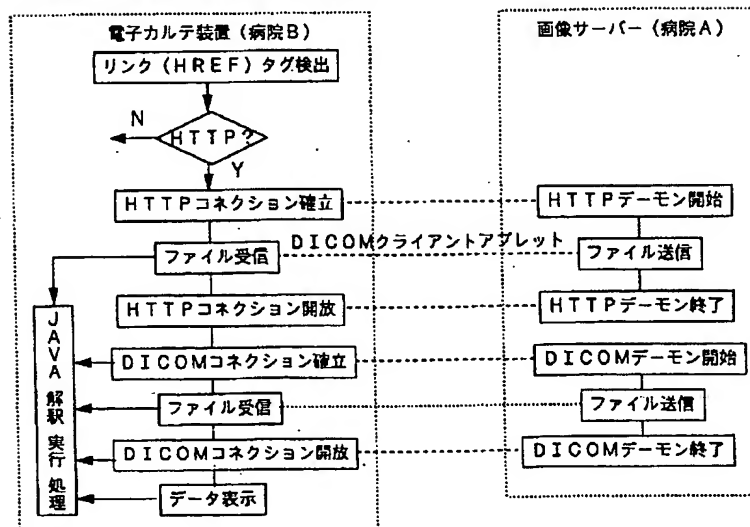 電子カルテ装置（病院B）
画像サーバー（病院A）
リンク（HREF）タグ検出
N
HTTP？
Y
HTTPコネクション確立
HTTPデーモン開始
DICOMクライアントアプレット
ファイル受信
ファイル送信
HTTPコネクション開放
HTTPデーモン終了
JAVA 解釈 実行 処理
DICOMコネクション確立
DICOMデーモン開始
ファイル受信
ファイル送信
DICOMコネクション開放
DICOMデーモン終了
データ表示